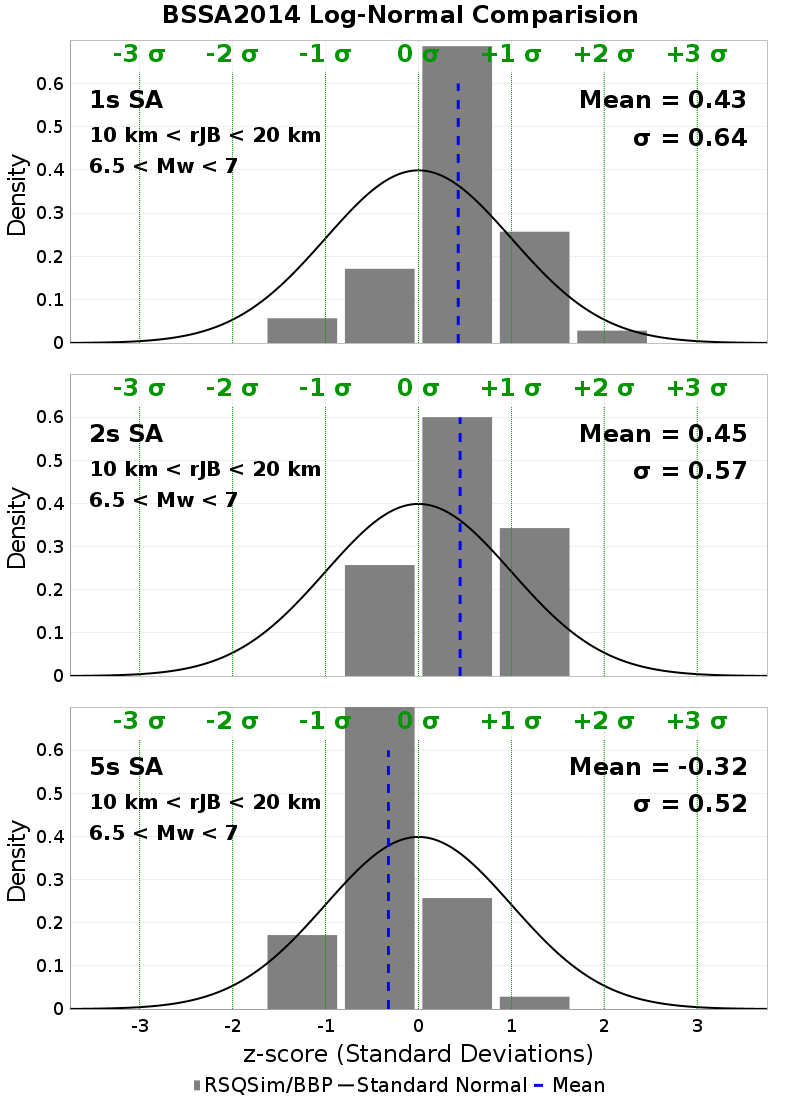 BSSA2014 Log-Normal Comparision
-3 σ -2 σ -1 σ 0 σ +1 σ +2 σ +3 σ
1s SA
10 km < rJB < 20 km
6.5 < Mw < 7
Mean = 0.43
σ = 0.64
Density
0.6
0.5
0.4
0.3
0.2
0.1
0
-3 σ -2 σ -1 σ 0 σ +1 σ +2 σ +3 σ
2s SA
10 km < rJB < 20 km
6.5 < Mw < 7
Mean = 0.45
σ = 0.57
Density
0.6
0.5
0.4
0.3
0.2
0.1
0
-3 σ -2 σ -1 σ 0 σ +1 σ +2 σ +3 σ
5s SA
10 km < rJB < 20 km
6.5 < Mw < 7
Mean = -0.32
σ = 0.52
Density
0.6
0.5
0.4
0.3
0.2
0.1
0
-3 -2 -1 0 1 2 3
z-score (Standard Deviations)
RSQSim/BBP Standard Normal Mean